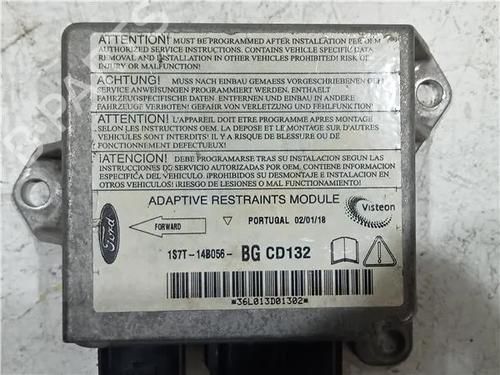 ATTENTION! MUST BE PROGRAMMED AFTER INSTALLATION PER OEM
AUTHORIZED SERVICE INSTRUCTIONS. CONTAINS VEHICLE SPECIFIC DATA
REMOVAL AND INSTALLATION IN OTHER VEHICLES PROHIBITED! RISK OF
INJURY OR MALFUNCTION!
ACHTUNG! MUSS NACH EINBAU GEMAESS VORGESCHRIEBENEN OEM
SERVICE ANWEISUNGEN PROGRAMMIERT WERDEN. ENTHAELT
FAHRZEUGSPEZIFISCHE DATEN. ENTFERNEN UND EINBAU IN ANDERE
FAHRZEUGE VERBOTEN! GEFAHR VON VERLETZUNG UND FEHLFUNKTION!
ATTENTION! L'APPAREIL DOIT ETRE PROGRAMME APRES MONTAGE
SELON LES INSTRUCTIONS OEM. LA DEPOSE ET MONTAGE SUR D'AUTRES
VEHICULES SONT INTERDITS! IL Y A RISQUE DE BLESSURE OU DE
FONCTIONNEMENT DEFECTUEUX!
¡ATENCION! DEBE PROGRAMARSE TRAS SU INSTALACION SEGUN LAS
INSTRUCCIONES DE SERVICIO AUTORIZADAS POR OEM. CONTIENE INFORMACION
ESPECIFICA DEL VEHICULO. PROHIBIDA SU DESMONTAJE E INSTALACION EN
OTROS VEHICULOS! ¡RIESGO DE LESIONES O MAL FUNCIONAMIENTO!
ADAPTIVE RESTRAINTS MODULE
Ford
FORWARD
PORTUGAL 02/01/18
Visteon
1S7T-14B056- BG CD132
*36L013D01302*